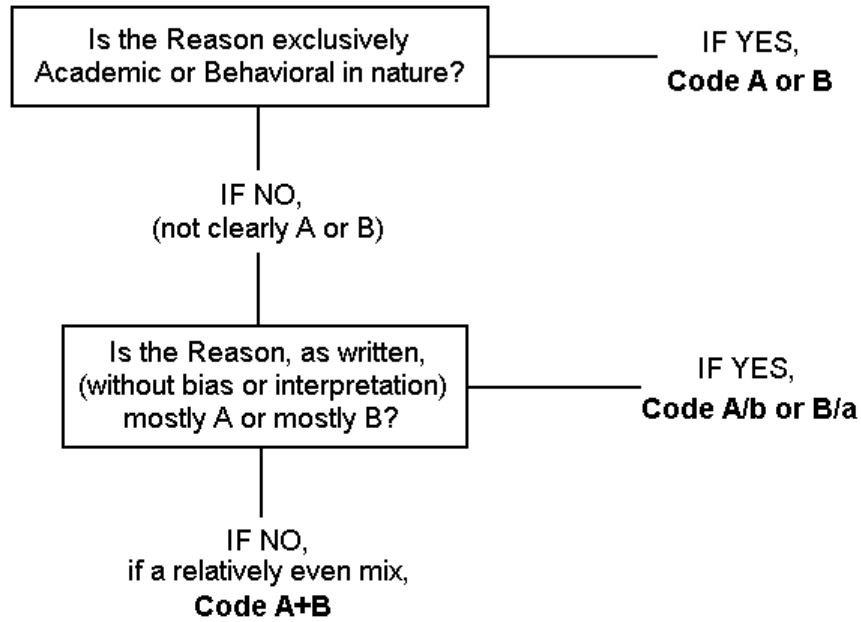 Is the Reason exclusively
Academic or Behavioral in nature?
IF YES,
Code A or B
IF NO,
(not clearly A or B)
Is the Reason, as written,
(without bias or interpretation)
mostly A or mostly B?
IF YES,
Code A/b or B/a
IF NO,
if a relatively even mix,
Code A+B